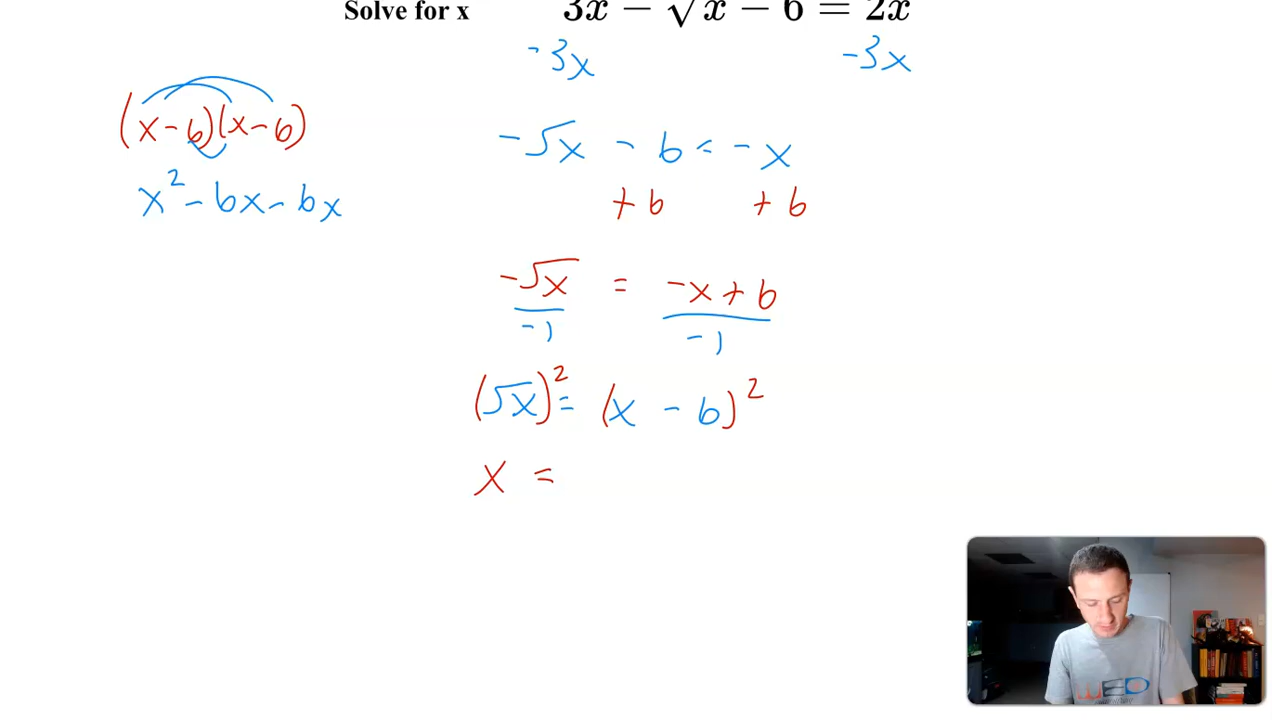 Solve for x 3x − √x − 6 = 2x
-3x -3x
(x-6)(x-6)
-√x - 6 = -x
x² - 6x - 6x
+6 +6
-√x = -x + 6
-1 -1
(√x)² = (x - 6)²
x =
WED